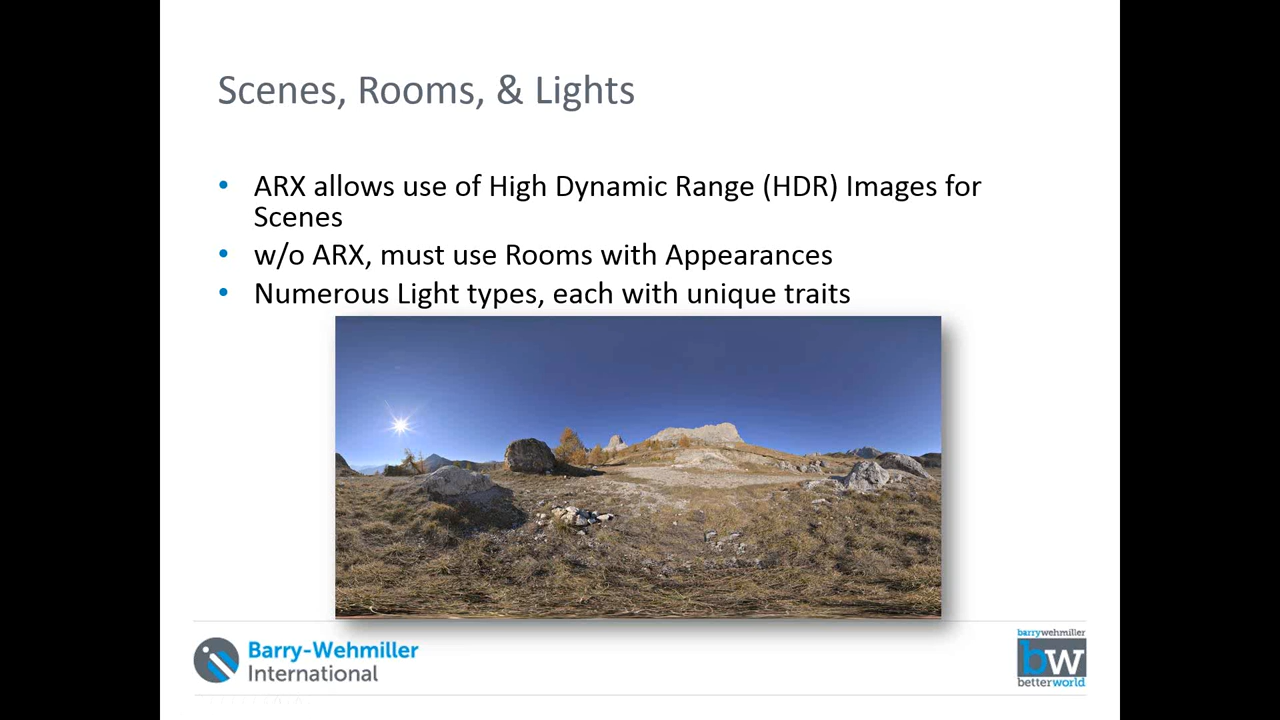 Scenes, Rooms, & Lights
• ARX allows use of High Dynamic Range (HDR) Images for
Scenes
• w/o ARX, must use Rooms with Appearances
• Numerous Light types, each with unique traits
Barry-Wehmiller
International
barrywehmiller
bw
betterworld